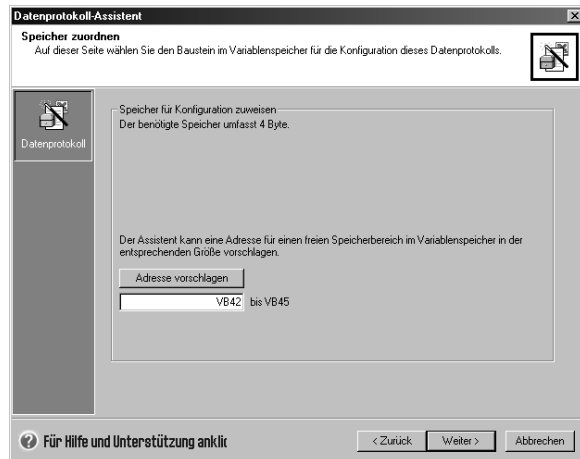 Datenprotokoll-Assistent
Speicher zuordnen
Auf dieser Seite wählen Sie den Baustein im Variablenspeicher für die Konfiguration dieses Datenprotokolls.
Datenprotokoll
Speicher für Konfiguration zuweisen
Der benötigte Speicher umfasst 4 Byte.
Der Assistent kann eine Adresse für einen freien Speicherbereich im Variablenspeicher in der
entsprechenden Größe vorschlagen.
Adresse vorschlagen
VB42 bis VB45
Für Hilfe und Unterstützung anklic
< Zurück Weiter > Abbrechen